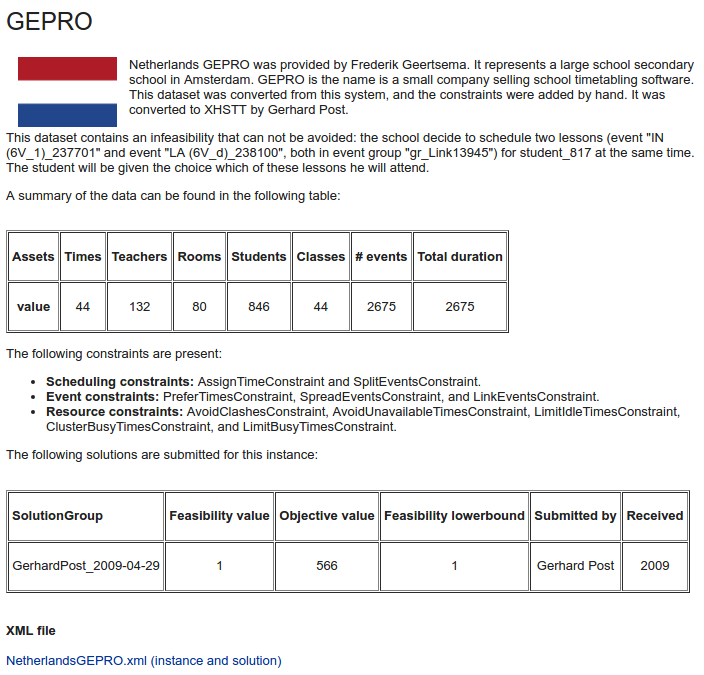 GEPRO
Netherlands GEPRO was provided by Frederik Geertsema. It represents a large school secondary
school in Amsterdam. GEPRO is the name is a small company selling school timetabling software.
This dataset was converted from this system, and the constraints were added by hand. It was
converted to XHSTT by Gerhard Post.
This dataset contains an infeasibility that can not be avoided: the school decide to schedule two lessons (event "IN
(6V_1)_237701" and event "LA (6V_d)_238100", both in event group "gr_Link13945") for student_817 at the same time.
The student will be given the choice which of these lessons he will attend.
A summary of the data can be found in the following table:
Assets Times Teachers Rooms Students Classes # events Total duration
value 44 132 80 846 44 2675 2675
The following constraints are present:
• Scheduling constraints: AssignTimeConstraint and SplitEventsConstraint.
• Event constraints: PreferTimesConstraint, SpreadEventsConstraint, and LinkEventsConstraint.
• Resource constraints: AvoidClashesConstraint, AvoidUnavailableTimesConstraint, LimitIdleTimesConstraint,
ClusterBusyTimesConstraint, and LimitBusyTimesConstraint.
The following solutions are submitted for this instance:
SolutionGroup Feasibility value Objective value Feasibility lowerbound Submitted by Received
GerhardPost_2009-04-29 1 566 1 Gerhard Post 2009
XML file
NetherlandsGEPRO.xml (instance and solution)